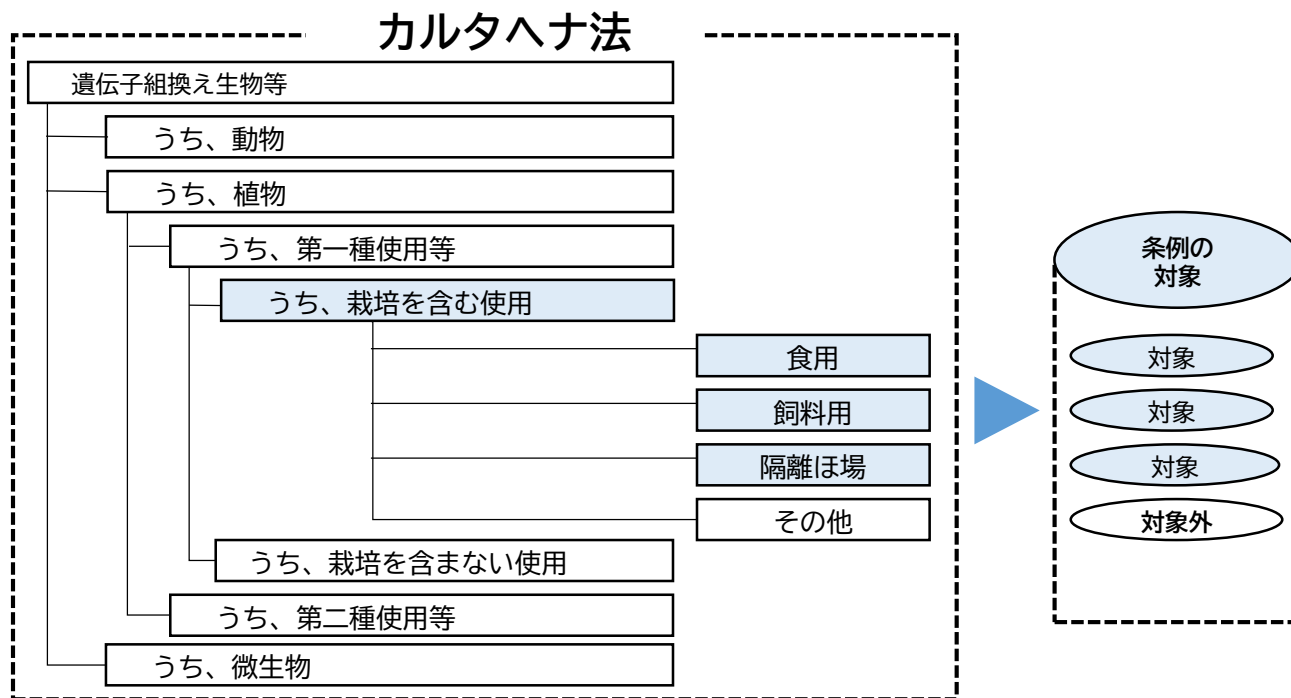 カルタヘナ法
遺伝子組換え生物等
うち、動物
うち、植物
うち、第一種使用等
うち、栽培を含む使用
食用
飼料用
隔離ほ場
その他
うち、栽培を含まない使用
うち、第二種使用等
うち、微生物
条例の
対象
対象
対象
対象
対象外